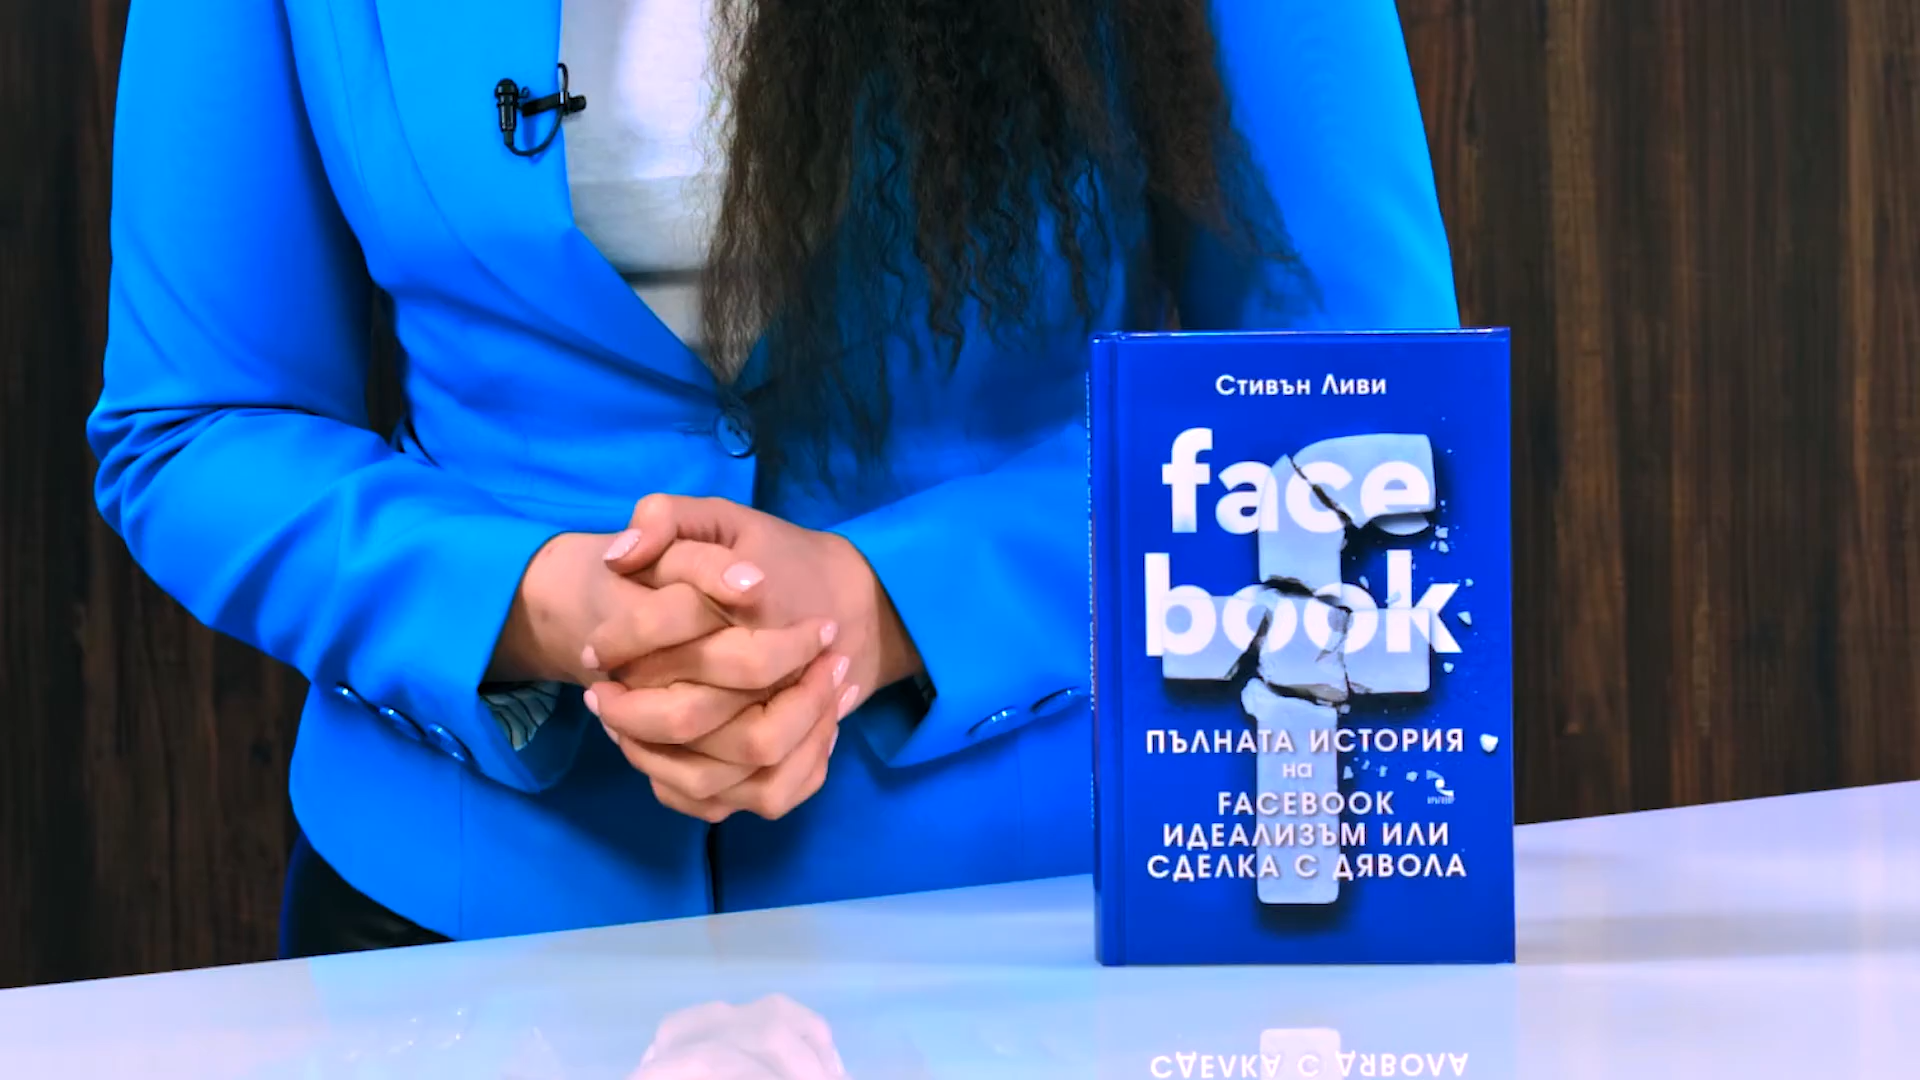 Стивън Ливи
face
book
ПЪЛНАТА ИСТОРИЯ
на
FACEBOOK
ИДЕАЛИЗЪМ ИЛИ
СДЕЛКА С ДЯВОЛА